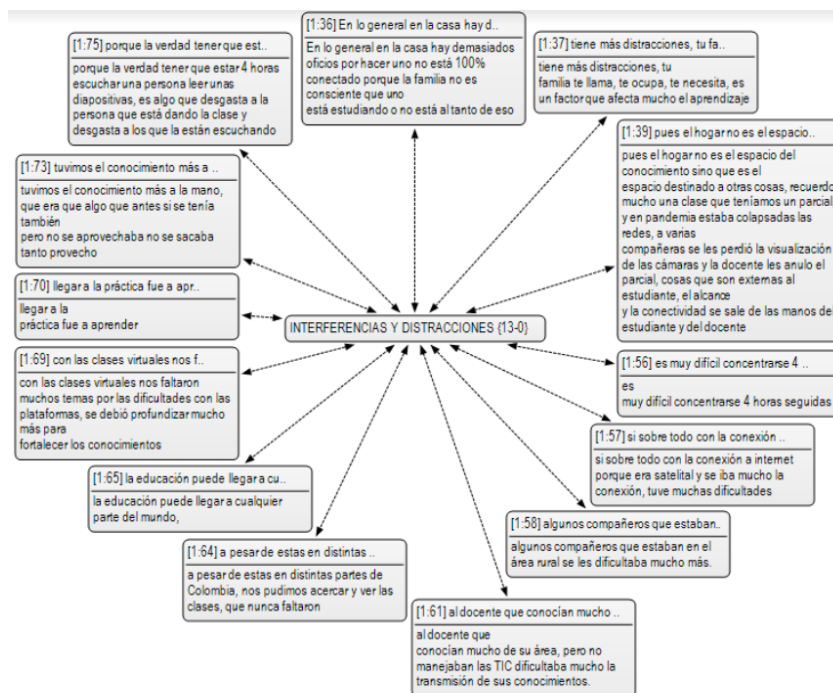 [1:75] porque la verdad tener que est..
porque la verdad tener que estar 4 horas
escuchar una persona leer unas
diapositivas, es algo que desgasta a la
persona que está dando la clase y
desgasta a los que la están escuchando
[1:36] En lo general en la casa hay d..
En lo general en la casa hay demasiados
oficios por hacer uno no está 100%
conectado porque la familia no es
consciente que uno
está estudiando o no está al tanto de eso
[1:37] tiene más distracciones, tu fa..
tiene más distracciones, tu
familia te llama, te ocupa, te necesita, es
un factor que afecta mucho el aprendizaje
[1:39] pues el hogar no es el espacio..
pues el hogar no es el espacio del
conocimiento sino que es el
espacio destinado a otras cosas, recuerdo
mucho una clase que teníamos un parcial
y en pandemia estaba colapsadas las
redes, a varias
compañeras se les perdió la visualización
de las cámaras y la docente les anulo el
parcial, cosas que son externas al
estudiante, el alcance
y la conectividad se sale de las manos del
estudiante y del docente
[1:73] tuvimos el conocimiento más a ..
tuvimos el conocimiento más a la mano,
que era que algo que antes si se tenía
también
pero no se aprovechaba no se sacaba
tanto provecho
[1:70] llegar a la práctica fue a apr..
llegar a la
práctica fue a aprender
INTERFERENCIAS Y DISTRACCIONES {13-0}
[1:69] con las clases virtuales nos f..
con las clases virtuales nos faltaron
muchos temas por las dificultades con las
plataformas, se debió profundizar mucho
más para
fortalecer los conocimientos
[1:56] es muy difícil concentrarse 4 ..
es
muy difícil concentrarse 4 horas seguidas
[1:57] si sobre todo con la conexión ..
si sobre todo con la conexión a internet
porque era satelital y se iba mucho la
conexión, tuve muchas dificultades
[1:65] la educación puede llegar a cu..
la educación puede llegar a cualquier
parte del mundo,
[1:58] algunos compañeros que estaban..
algunos compañeros que estaban en el
área rural se les dificultaba mucho más.
[1:64] a pesar de estas en distintas ..
a pesar de estas en distintas partes de
Colombia, nos pudimos acercar y ver las
clases, que nunca faltaron
[1:61] al docente que conocían mucho ..
al docente que
conocían mucho de su área, pero no
manejaban las TIC dificultaba mucho la
transmisión de sus conocimientos.